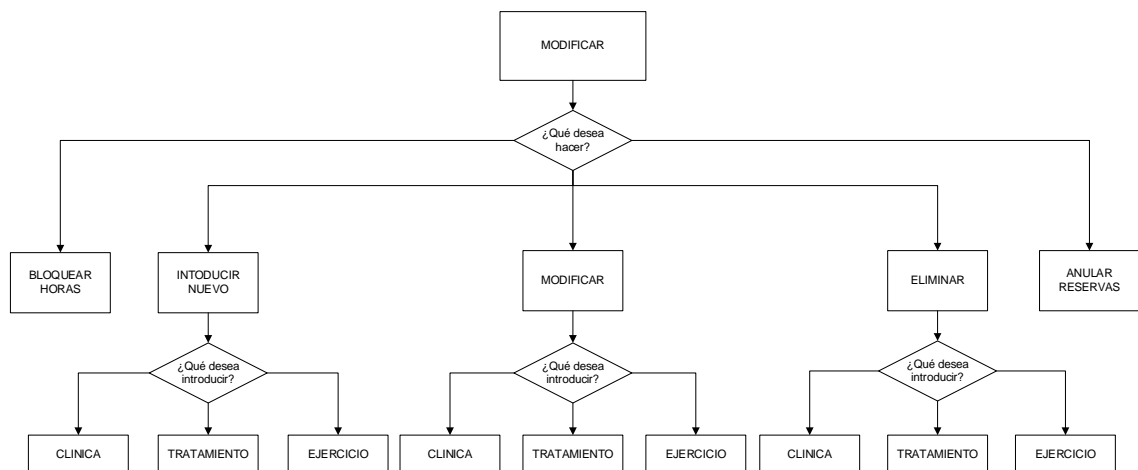 MODIFICAR
¿Qué desea
hacer?
BLOQUEAR
HORAS
INTODUCIR
NUEVO
MODIFICAR
ELIMINAR
ANULAR
RESERVAS
¿Qué desea
introducir?
¿Qué desea
introducir?
¿Qué desea
introducir?
CLINICA
TRATAMIENTO
EJERCICIO
CLINICA
TRATAMIENTO
EJERCICIO
CLINICA
TRATAMIENTO
EJERCICIO